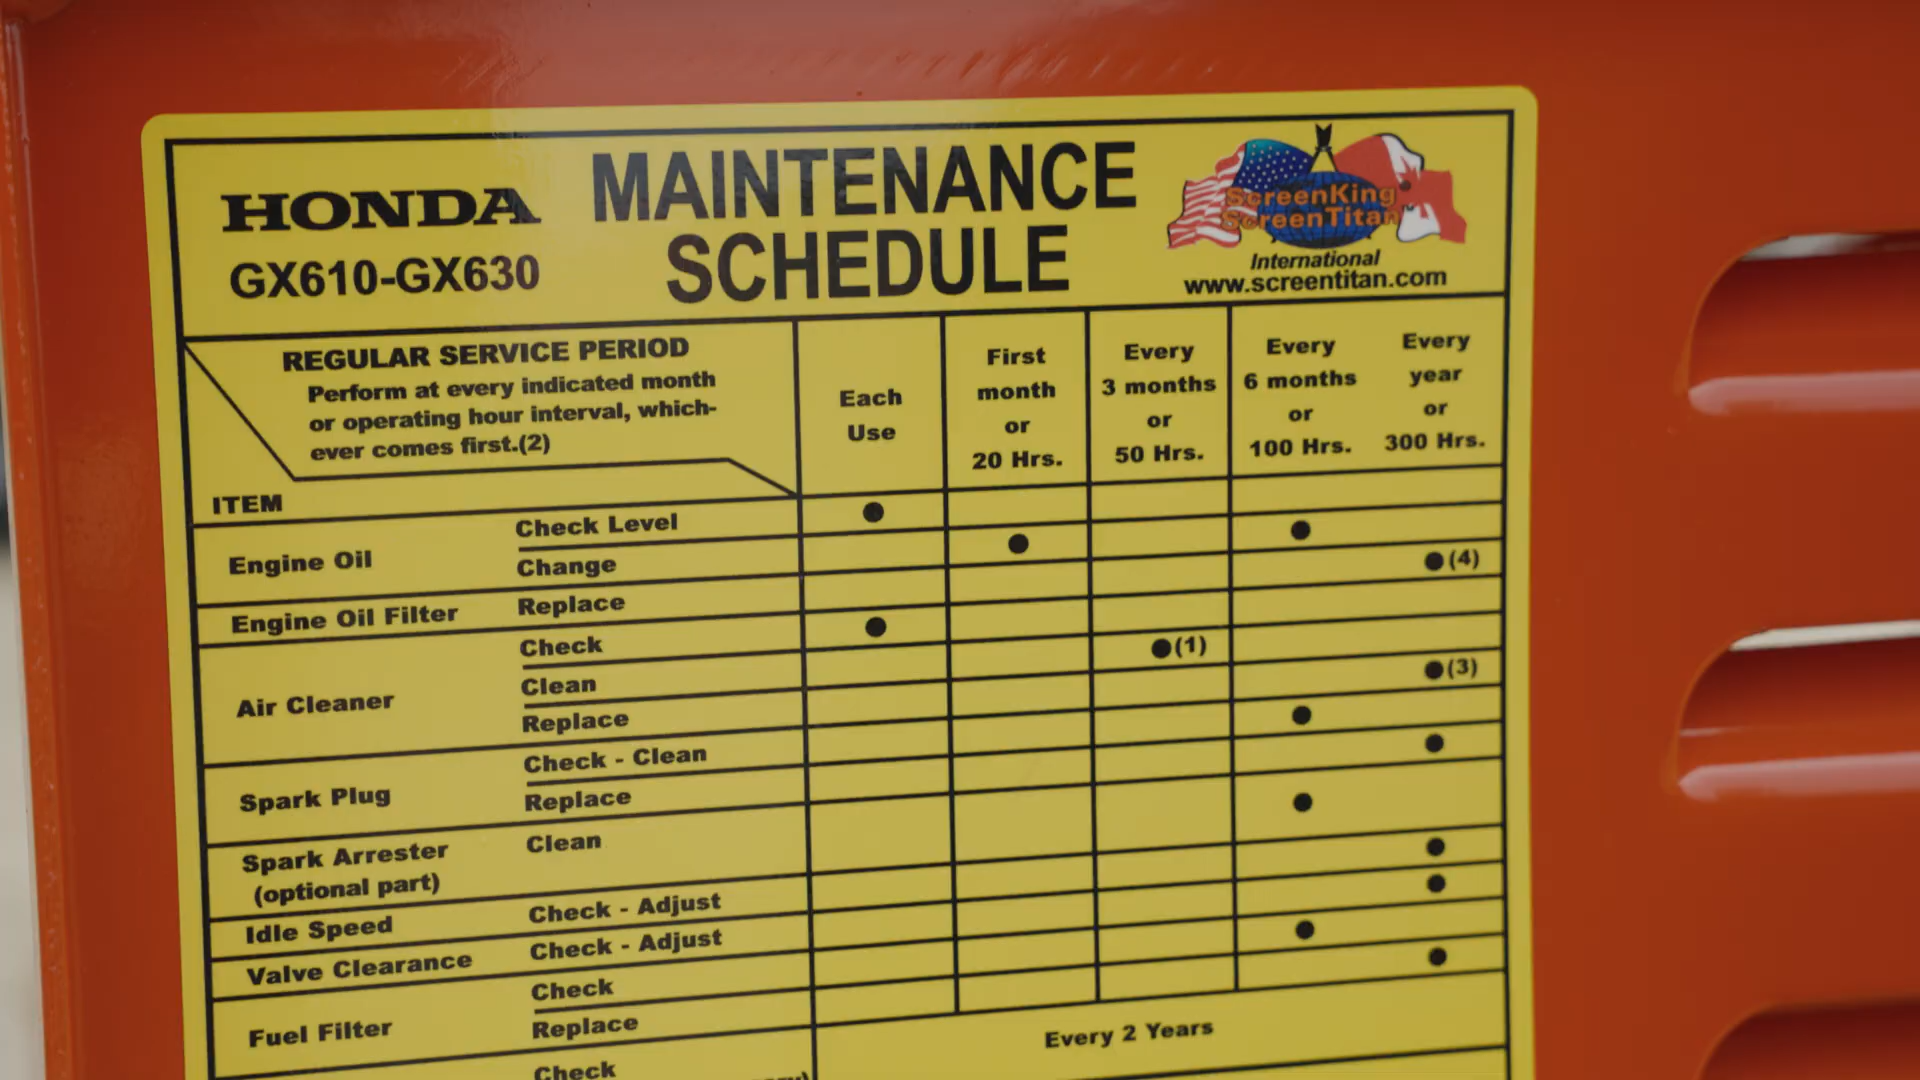 HONDA
GX610-GX630
MAINTENANCE
SCHEDULE
ScreenKing
ScreenTitan
International
www.screentitan.com
REGULAR SERVICE PERIOD
Perform at every indicated month
or operating hour interval, which-
ever comes first.(2)
ITEM
Each
Use
First
month
or
20 Hrs.
Every
3 months
or
50 Hrs.
Every
6 months
or
100 Hrs.
Every
year
or
300 Hrs.
Engine Oil
Check Level
Change
Engine Oil Filter
Replace
(4)
Air Cleaner
Check
Clean
(1)
Replace
(3)
Spark Plug
Check - Clean
Replace
Spark Arrester
(optional part)
Clean
Idle Speed
Check - Adjust
Valve Clearance
Check - Adjust
Fuel Filter
Check
Replace
Check
Every 2 Years